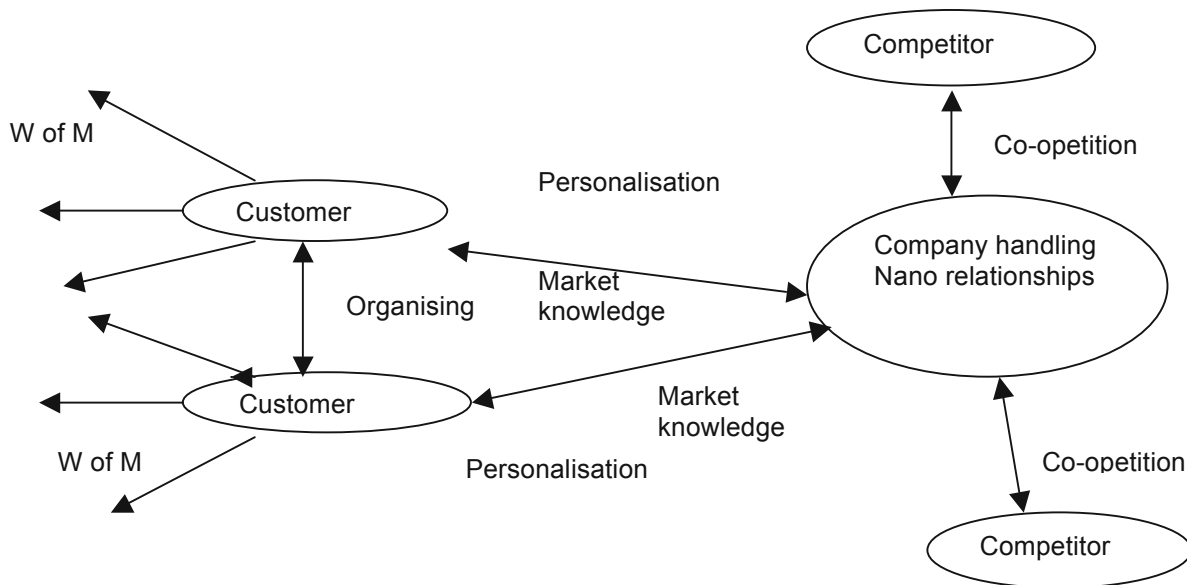 Competitor
W of M
Co-opetition
Personalisation
Customer
Company handling
Nano relationships
Market
knowledge
Organising
Market
knowledge
Customer
W of M
Personalisation
Co-opetition
Competitor